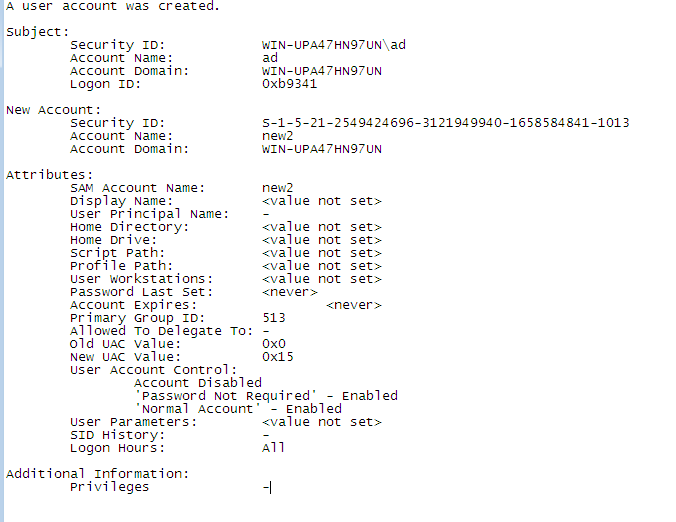 A user account was created.
Subject:
Security ID: WIN-UPA47HN97UN\ad
Account Name: ad
Account Domain: WIN-UPA47HN97UN
Logon ID: 0xb9341
New Account:
Security ID: S-1-5-21-2549424696-3121949940-1658584841-1013
Account Name: new2
Account Domain: WIN-UPA47HN97UN
Attributes:
SAM Account Name: new2
Display Name: <value not set>
User Principal Name: -
Home Directory: <value not set>
Home Drive: <value not set>
Script Path: <value not set>
Profile Path: <value not set>
User Workstations: <value not set>
Password Last Set: <never>
Account Expires: <never>
Primary Group ID: 513
Allowed To Delegate To: -
Old UAC Value: 0x0
New UAC Value: 0x15
User Account Control:
Account Disabled
'Password Not Required' - Enabled
'Normal Account' - Enabled
User Parameters: <value not set>
SID History: -
Logon Hours: All
Additional Information:
Privileges -